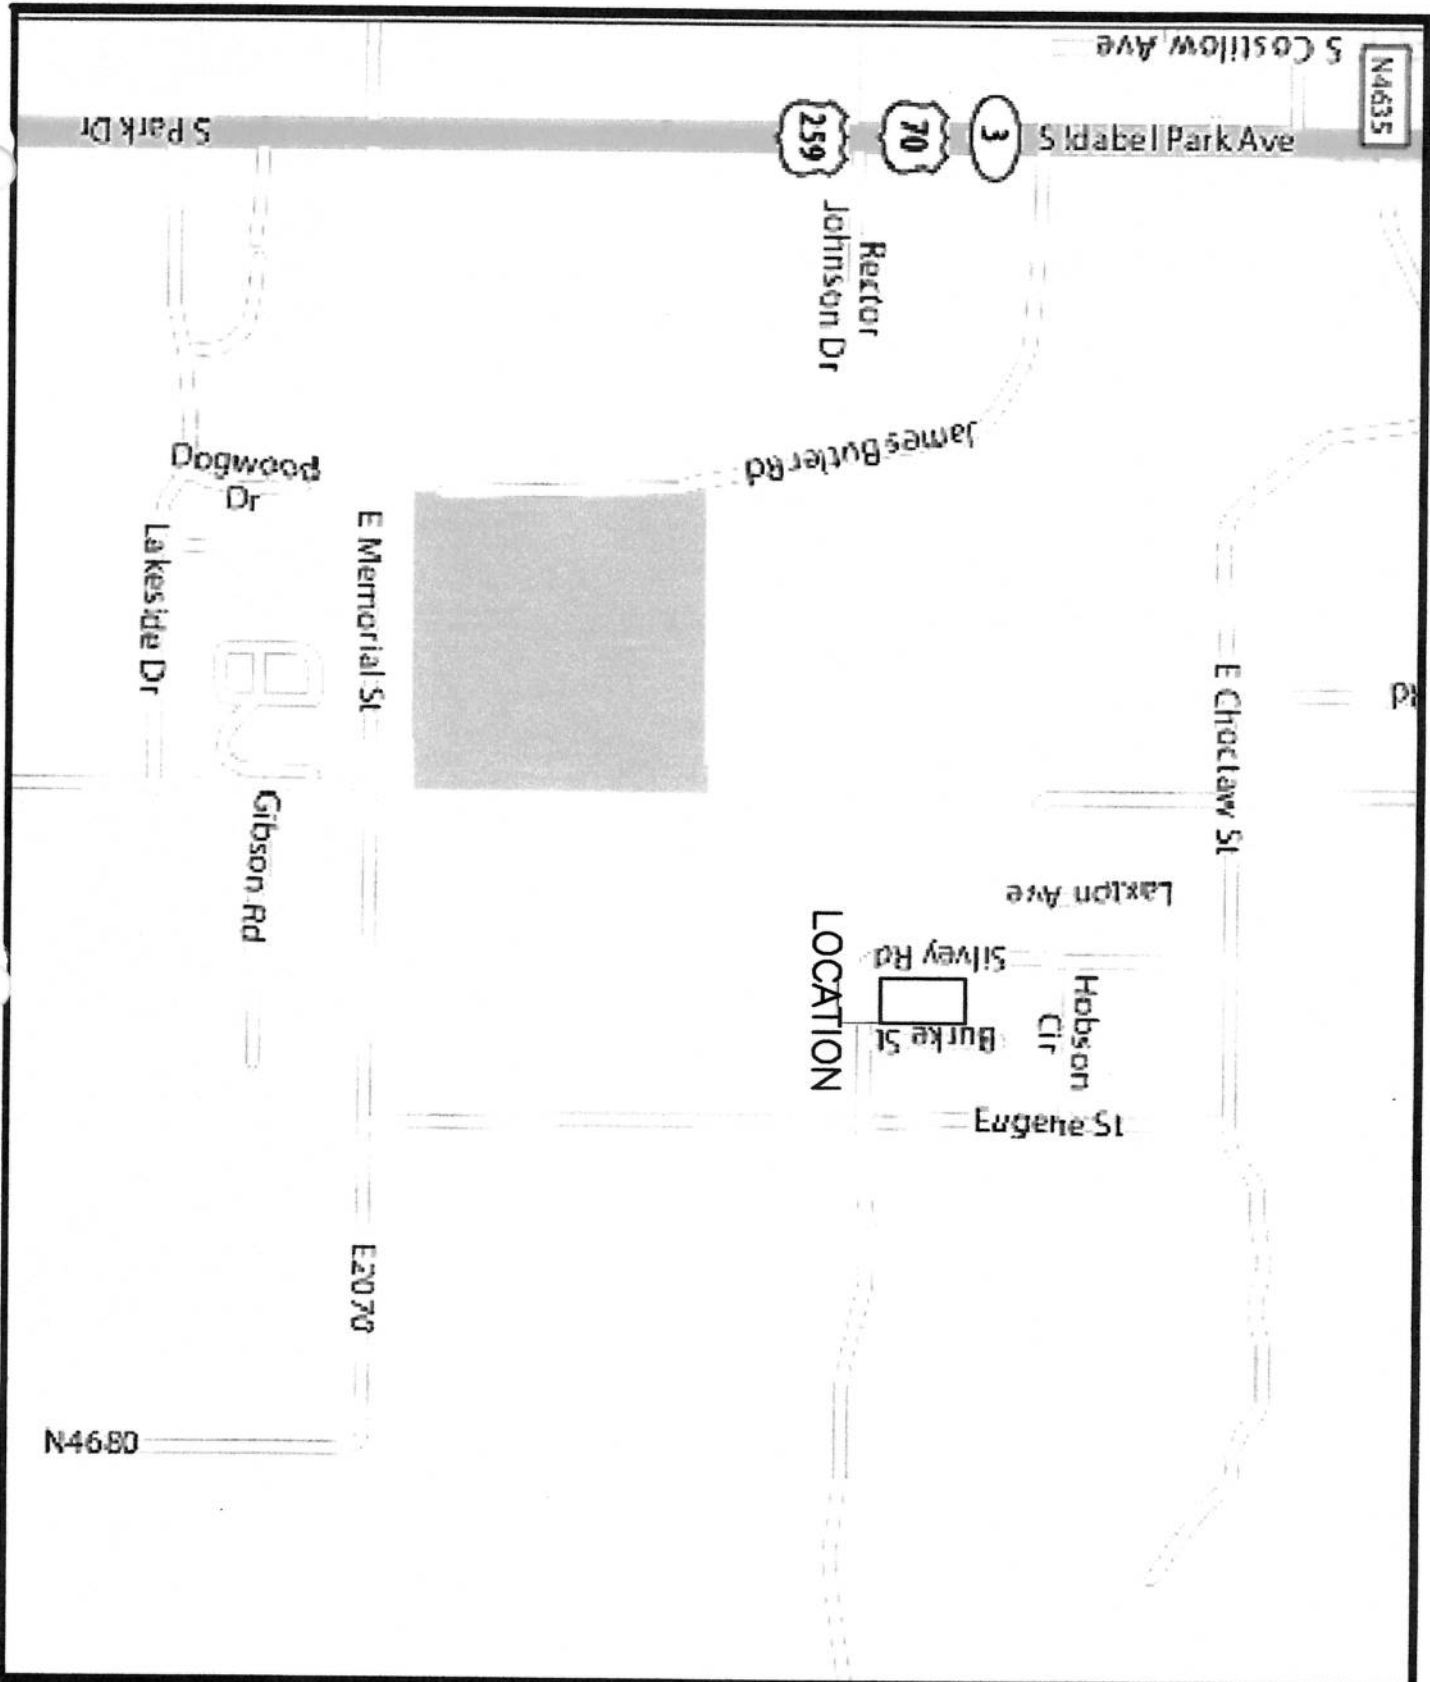 S Costilow Ave
N4635
S Park Dr
259
70
3
S Idabel Park Ave
Rector
Johnson Dr
James Butler Rd
Dogwood
Dr
Lakeside Dr
E Memorial St
E Choctaw St
Rd
Gibson Rd
Laxton Ave
LOCATION
Silvey Rd
Hobson
Cir
Burke St
Eugene St
E2070
N4680